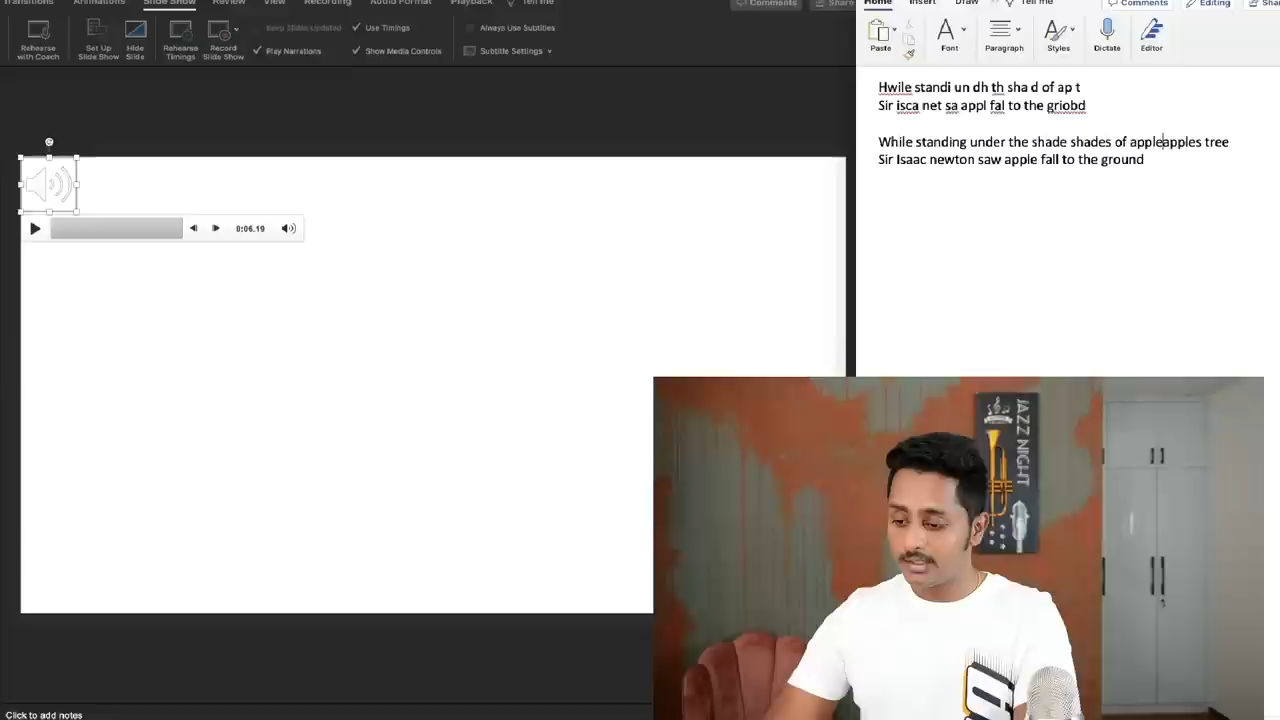 Transitions Animations Slide Show Review View Recording Audio Format Playback Tell me Comments Share
Rehearse with Coach
Set Up Slide Show
Hide Slide
Rehearse Timings
Record Slide Show
Keep Slides Updated
Play Narrations
Use Timings
Show Media Controls
Always Use Subtitles
Subtitle Settings
0:06.19
Click to add notes
Home Insert Draw Tell me Comments Editing
Paste
Font
Paragraph
Styles
Dictate
Editor
Hwile standi un dh th sha d of ap t
Sir isca net sa appl fal to the griobd
While standing under the shade shades of appleapples tree
Sir Isaac newton saw apple fall to the ground
JAZZ NIGHT